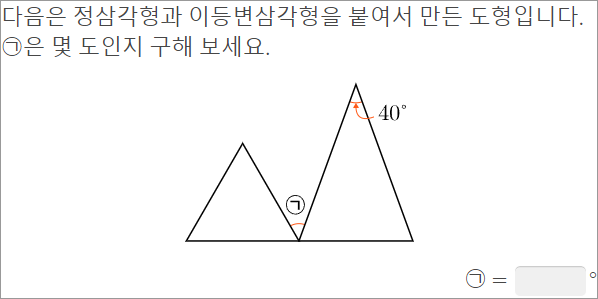 다음은 정삼각형과 이등변삼각형을 붙여서 만든 도형입니다.
㉠은 몇 도인지 구해 보세요.
40°
㉠
㉠ = °